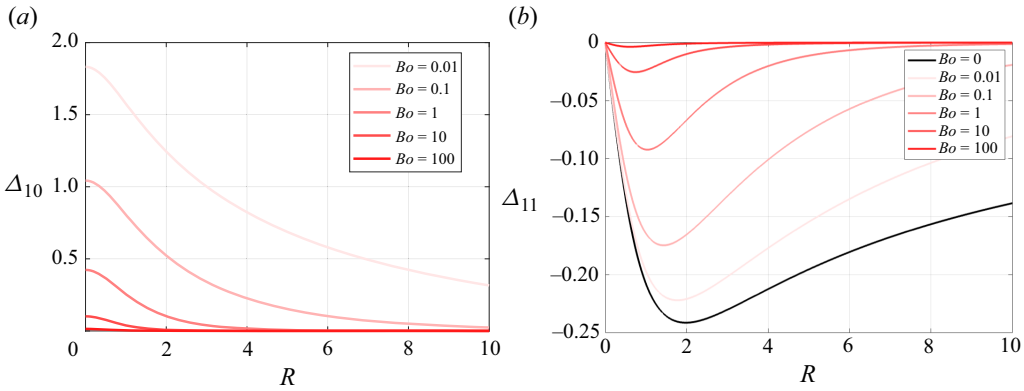 (a)
2.0
1.5
1.0
0.5
0
2
4
6
8
10
Δ10
R
Bo = 0.01
Bo = 0.1
Bo = 1
Bo = 10
Bo = 100
(b)
0
−0.05
−0.10
−0.15
−0.20
−0.25
0
2
4
6
8
10
Δ11
R
Bo = 0
Bo = 0.01
Bo = 0.1
Bo = 1
Bo = 10
Bo = 100